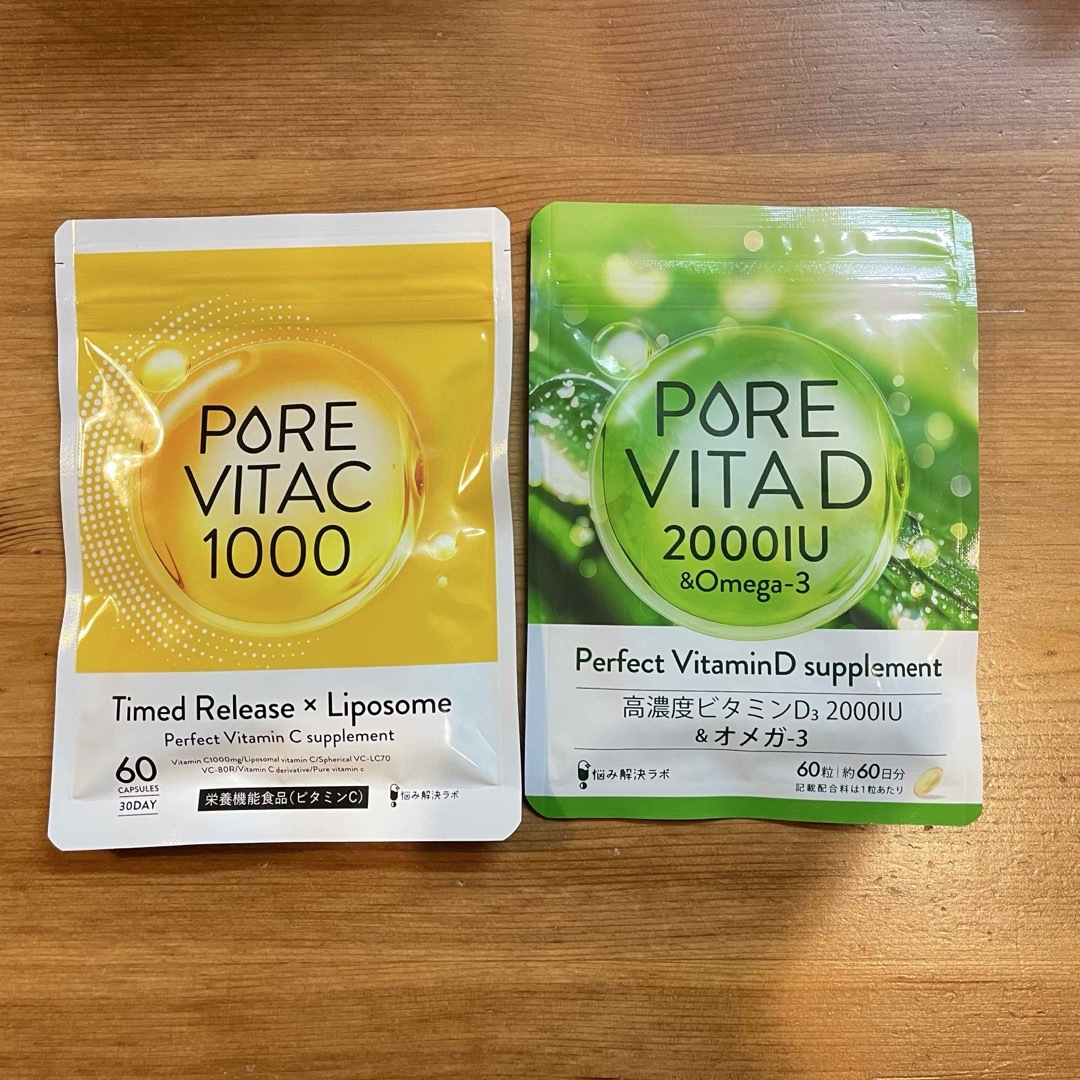 PORE
VITAC
1000
Timed Release × Liposome
Perfect Vitamin C supplement
Vitamin C1000mg/Liposomal vitamin C/Spherical VC-LC70
VC-80R/Vitamin C derivative/Pure vitamin c
60
CAPSULES
30DAY
栄養機能食品(ビタミンC)
悩み解決ラボ
PORE
VITA D
2000IU
&Omega-3
Perfect VitaminD supplement
高濃度ビタミンD₃ 2000IU
& オメガ-3
悩み解決ラボ
60粒 | 約60日分
記載配合料は1粒あたり